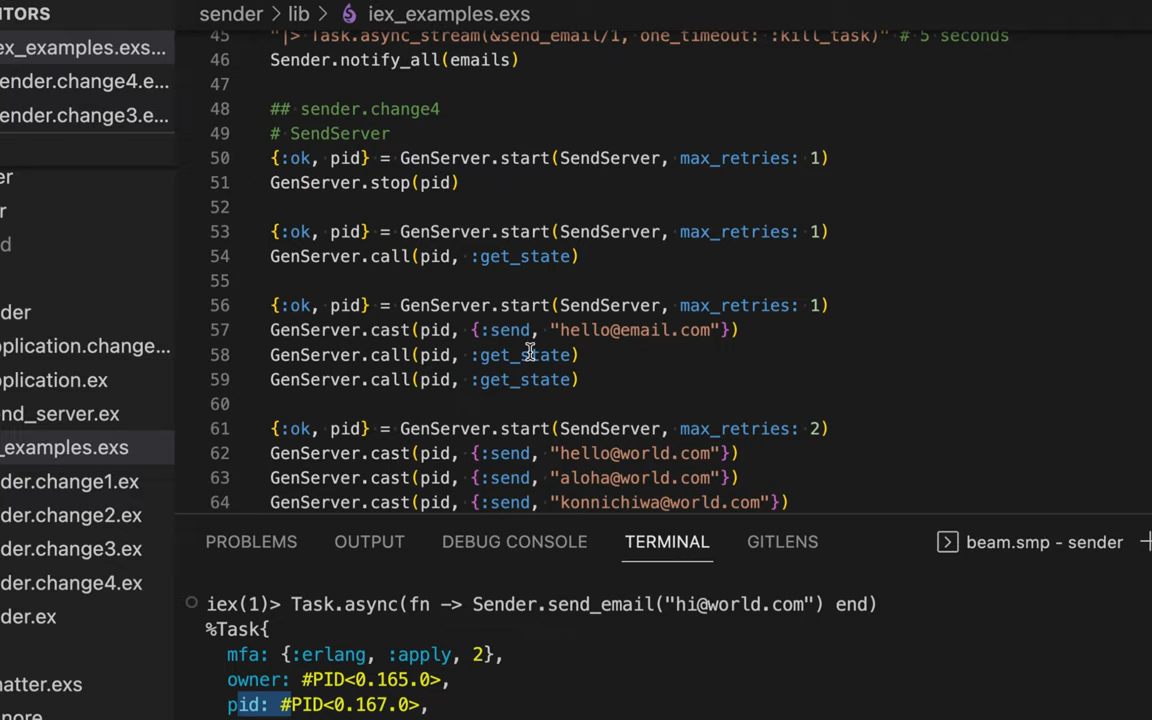 ITORS
sender > lib > iex_examples.exs
ex_examples.exs...
ender.change4.e...
ender.change3.e...
er
r
d
der
plication.change...
plication.ex
nd_server.ex
_examples.exs
der.change1.ex
der.change2.ex
der.change3.ex
der.change4.ex
der.ex
natter.exs
nore
45 "|> Task.async_stream(&send_email/1, one_timeout: :kill_task)" # 5 seconds
46 Sender.notify_all(emails)
47
48 ## sender.change4
49 # SendServer
50 {:ok, pid} = GenServer.start(SendServer, max_retries: 1)
51 GenServer.stop(pid)
52
53 {:ok, pid} = GenServer.start(SendServer, max_retries: 1)
54 GenServer.call(pid, :get_state)
55
56 {:ok, pid} = GenServer.start(SendServer, max_retries: 1)
57 GenServer.cast(pid, {:send, "hello@email.com"})
58 GenServer.call(pid, :get_state)
59 GenServer.call(pid, :get_state)
60
61 {:ok, pid} = GenServer.start(SendServer, max_retries: 2)
62 GenServer.cast(pid, {:send, "hello@world.com"})
63 GenServer.cast(pid, {:send, "aloha@world.com"})
64 GenServer.cast(pid, {:send, "konnichiwa@world.com"})
PROBLEMS OUTPUT DEBUG CONSOLE TERMINAL GITLENS beam.smp - sender
iex(1)> Task.async(fn -> Sender.send_email("hi@world.com") end)
%Task{
mfa: {:erlang, :apply, 2},
owner: #PID<0.165.0>,
pid: #PID<0.167.0>,